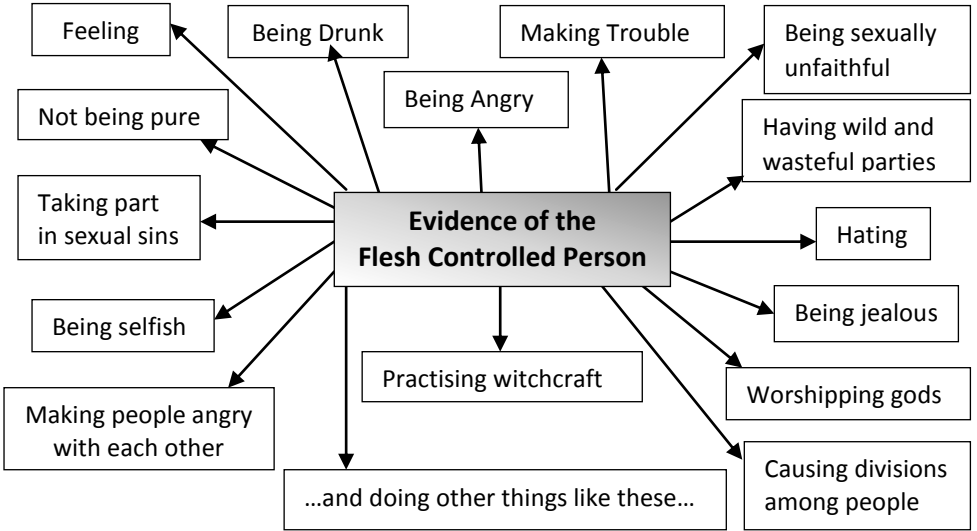 Feeling
Being Drunk
Making Trouble
Being sexually
unfaithful
Being Angry
Not being pure
Having wild and
wasteful parties
Taking part
in sexual sins
Evidence of the
Flesh Controlled Person
Hating
Being selfish
Being jealous
Practising witchcraft
Worshipping gods
Making people angry
with each other
Causing divisions
among people
…and doing other things like these…